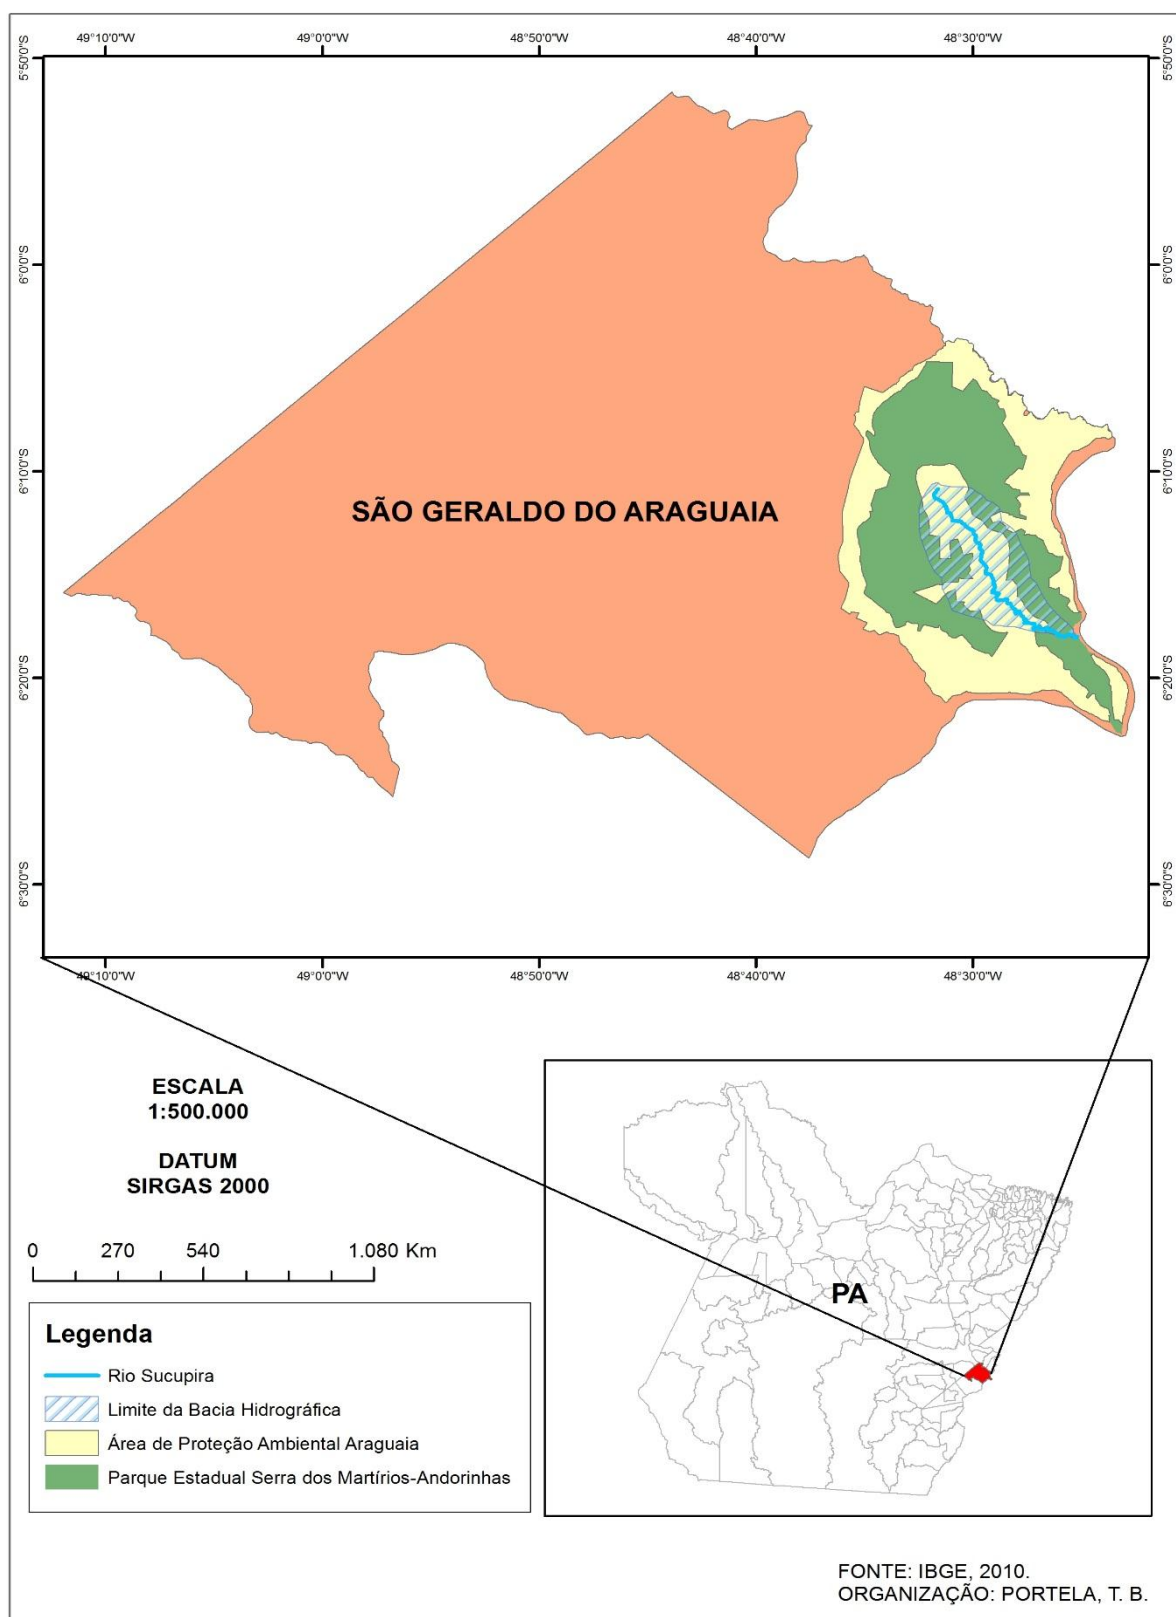 49°10'0"W 49°0'0"W 48°50'0"W 48°40'0"W 48°30'0"W
5°50'0"S 5°50'0"S
6°0'0"S 6°0'0"S
6°10'0"S 6°10'0"S
SÃO GERALDO DO ARAGUAIA
6°20'0"S 6°20'0"S
6°30'0"S 6°30'0"S
49°10'0"W 49°0'0"W 48°50'0"W 48°40'0"W 48°30'0"W
ESCALA
1:500.000
DATUM
SIRGAS 2000
0 270 540 1.080 Km
PA
Legenda
Rio Sucupira
Limite da Bacia Hidrográfica
Área de Proteção Ambiental Araguaia
Parque Estadual Serra dos Martírios-Andorinhas
FONTE: IBGE, 2010.
ORGANIZAÇÃO: PORTELA, T. B.